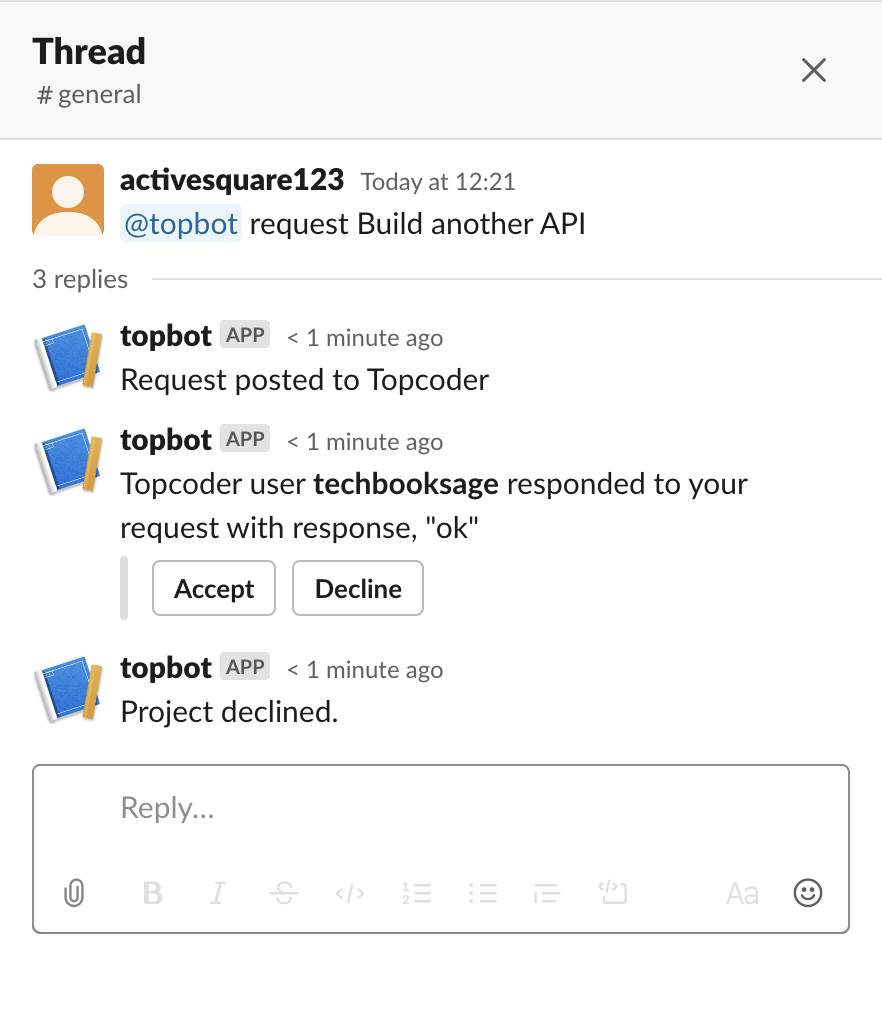 Thread
# general
activesquare123 Today at 12:21
@topbot request Build another API
3 replies
topbot APP < 1 minute ago
Request posted to Topcoder
topbot APP < 1 minute ago
Topcoder user techbooksage responded to your
request with response, "ok"
Accept Decline
topbot APP < 1 minute ago
Project declined.
Reply...
B I S </> Aa